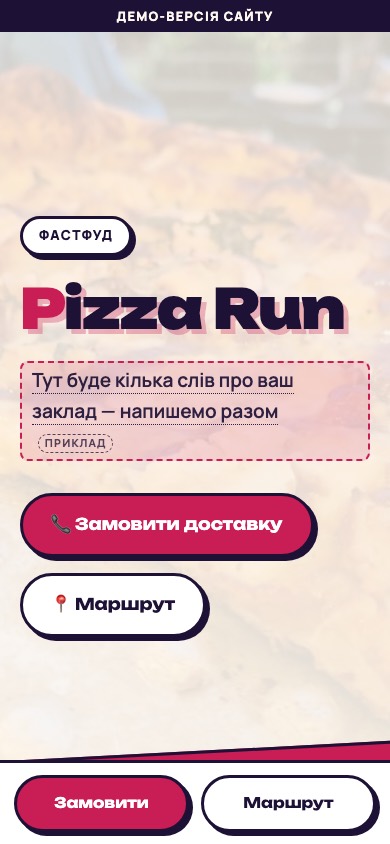 ДЕМО-ВЕРСІЯ САЙТУ
ФАСТФУД
Pizza Run
Тут буде кілька слів про ваш
заклад — напишемо разом
ПРИКЛАД
Замовити доставку
Маршрут
Замовити
Маршрут